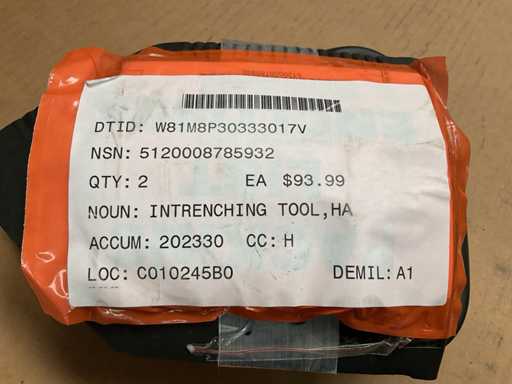 DTID: W81M8P30333017V
NSN: 5120008785932
QTY: 2 EA $93.99
NOUN: INTRENCHING TOOL,HA
ACCUM: 202330 CC: H
LOC: C010245B0 DEMIL: A1